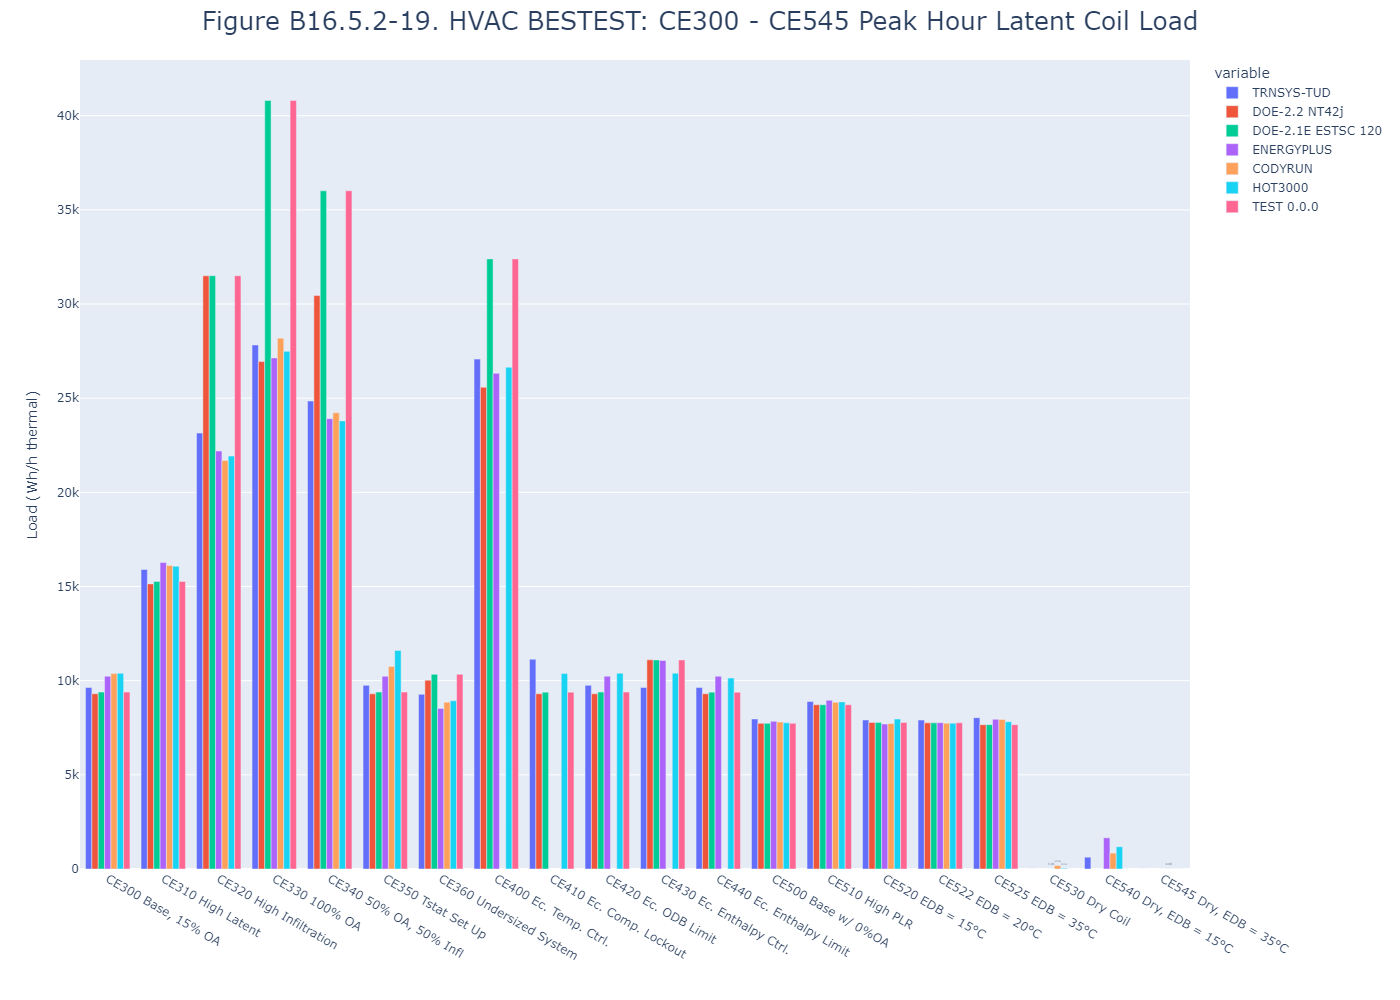 Figure B16.5.2-19. HVAC BESTEST: CE300 - CE545 Peak Hour Latent Coil Load
variable
TRNSYS-TUD
DOE-2.2 NT42j
DOE-2.1E ESTSC 120
ENERGYPLUS
CODYRUN
HOT3000
TEST 0.0.0
Load (Wh/h thermal)
40k
35k
30k
25k
20k
15k
10k
5k
0
CE300 Base, 15% OA
CE310 High Latent
CE320 High Infiltration
CE330 100% OA
CE340 50% OA, 50% Infl
CE350 Tstat Set Up
CE360 Undersized System
CE400 Ec. Temp. Ctrl.
CE410 Ec. Comp. Lockout
CE420 Ec. ODB Limit
CE430 Ec. Enthalpy Ctrl.
CE440 Ec. Enthalpy Limit
CE500 Base w/ 0%OA
CE510 High PLR
CE520 EDB = 15°C
CE522 EDB = 20°C
CE525 EDB = 35°C
CE530 Dry Coil
CE540 Dry, EDB = 15°C
CE545 Dry, EDB = 35°C